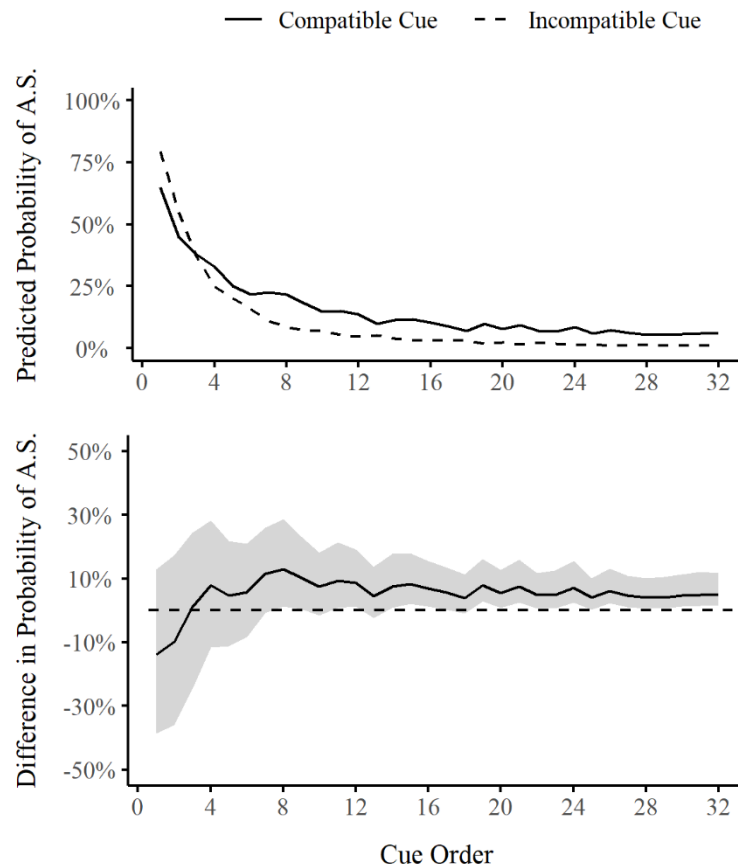 Compatible Cue Incompatible Cue
Predicted Probability of A.S.
100%
75%
50%
25%
0%
0 4 8 12 16 20 24 28 32
Difference in Probability of A.S.
50%
30%
10%
-10%
-30%
-50%
0 4 8 12 16 20 24 28 32
Cue Order